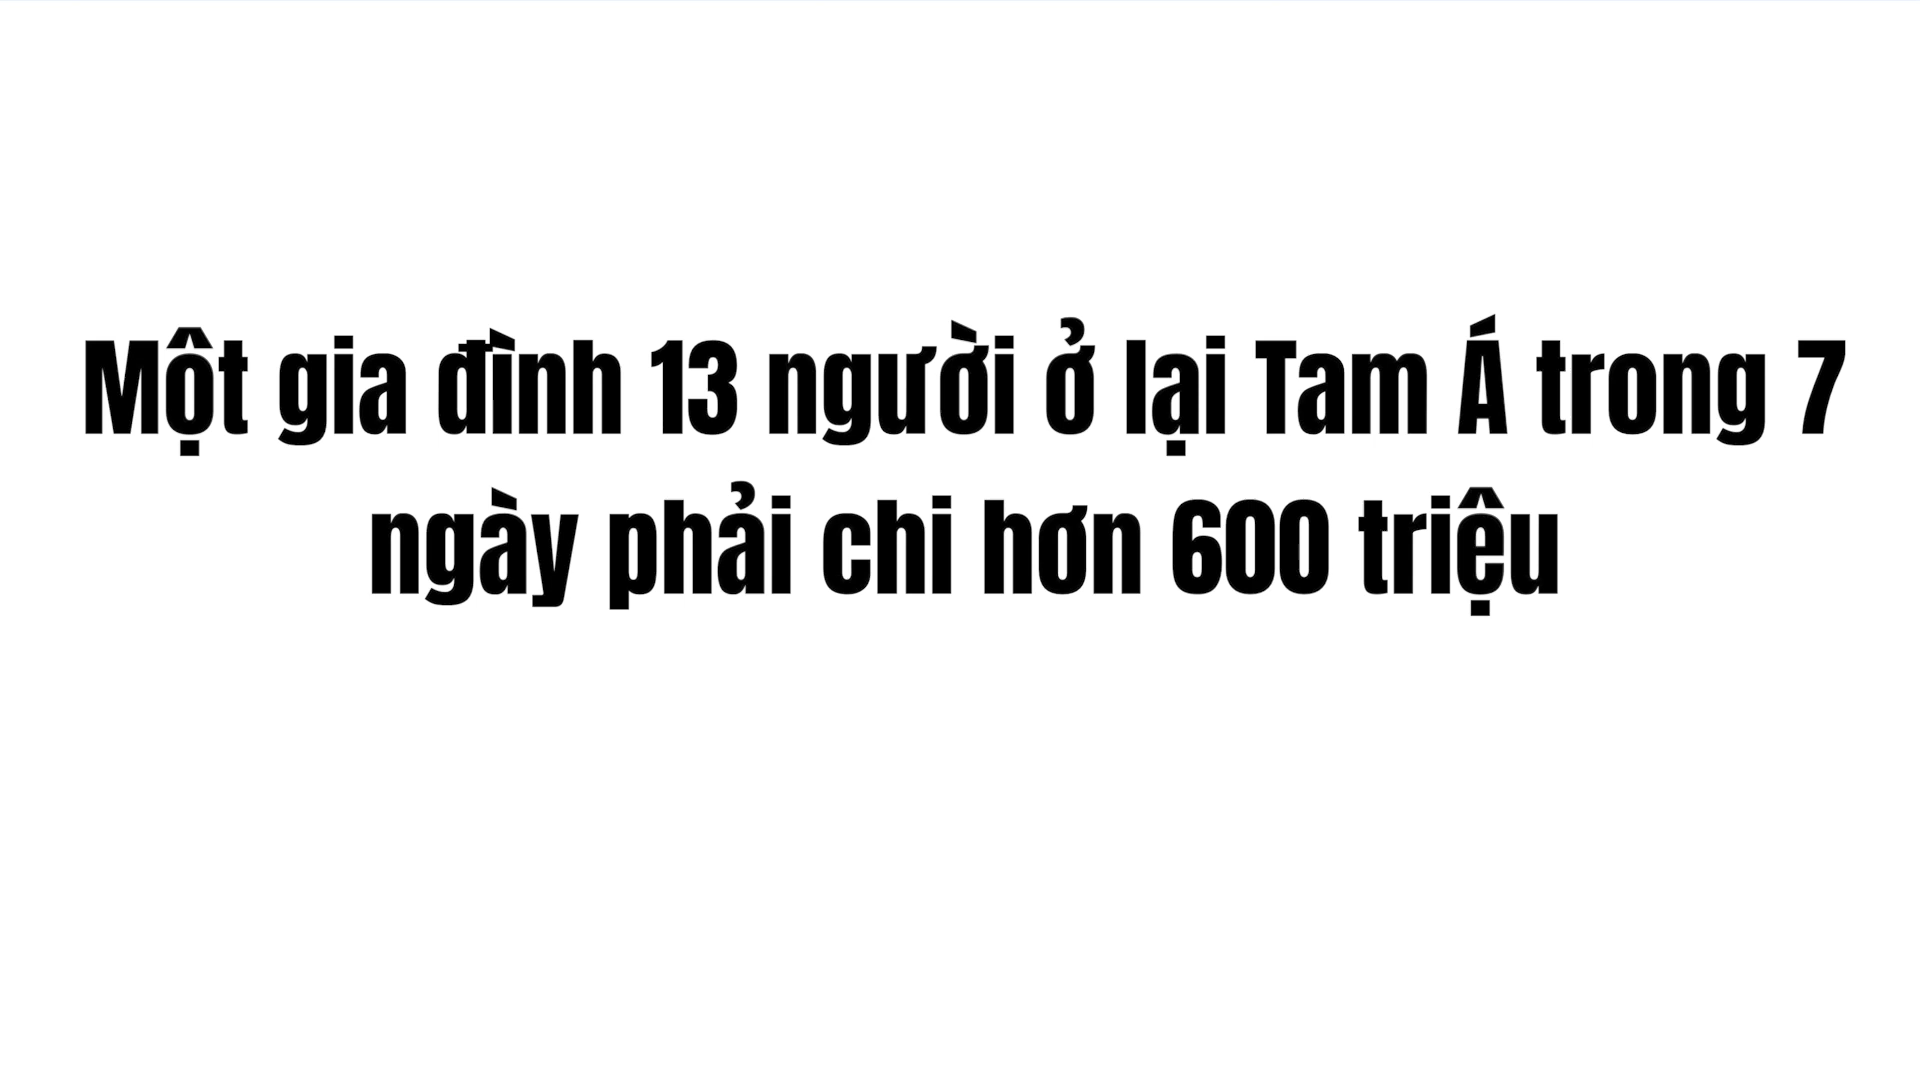 Một gia đình 13 người ở lại Tam Á trong 7
ngày phải chi hơn 600 triệu